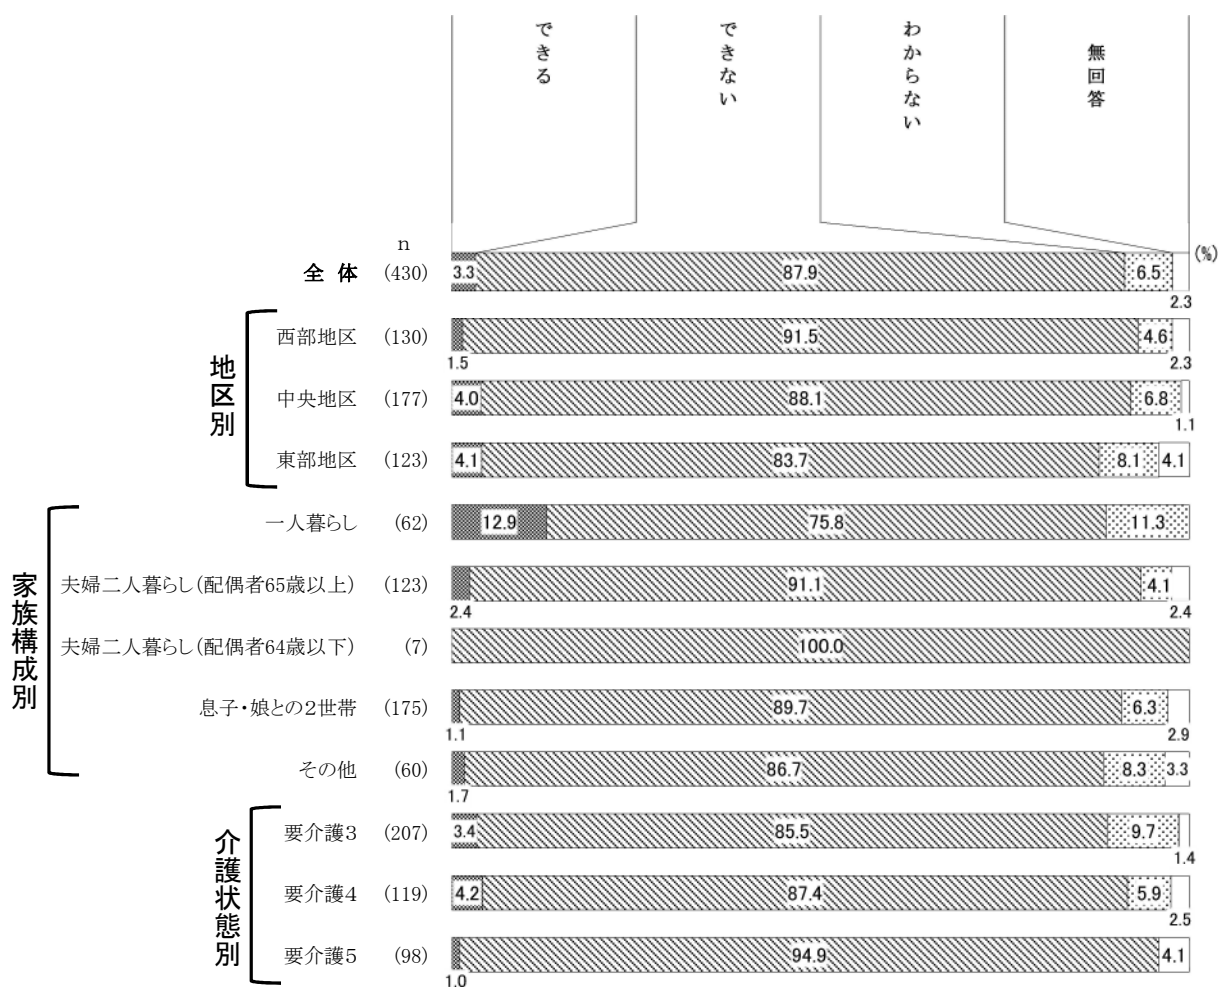 できる
できない
わからない
無回答
n
(%)
全 体 (430) 3.3 87.9 6.5
2.3
地区別
西部地区 (130) 91.5 4.6
1.5 2.3
中央地区 (177) 4.0 88.1 6.8
1.1
東部地区 (123) 4.1 83.7 8.1 4.1
家族構成別
一人暮らし (62) 12.9 75.8 11.3
夫婦二人暮らし(配偶者65歳以上) (123) 91.1 4.1
2.4 2.4
夫婦二人暮らし(配偶者64歳以下) (7) 100.0
息子・娘との2世帯 (175) 89.7 6.3
1.1 2.9
その他 (60) 86.7 8.3 3.3
1.7
介護状態別
要介護3 (207) 3.4 85.5 9.7
1.4
要介護4 (119) 4.2 87.4 5.9
2.5
要介護5 (98) 94.9 4.1
1.0